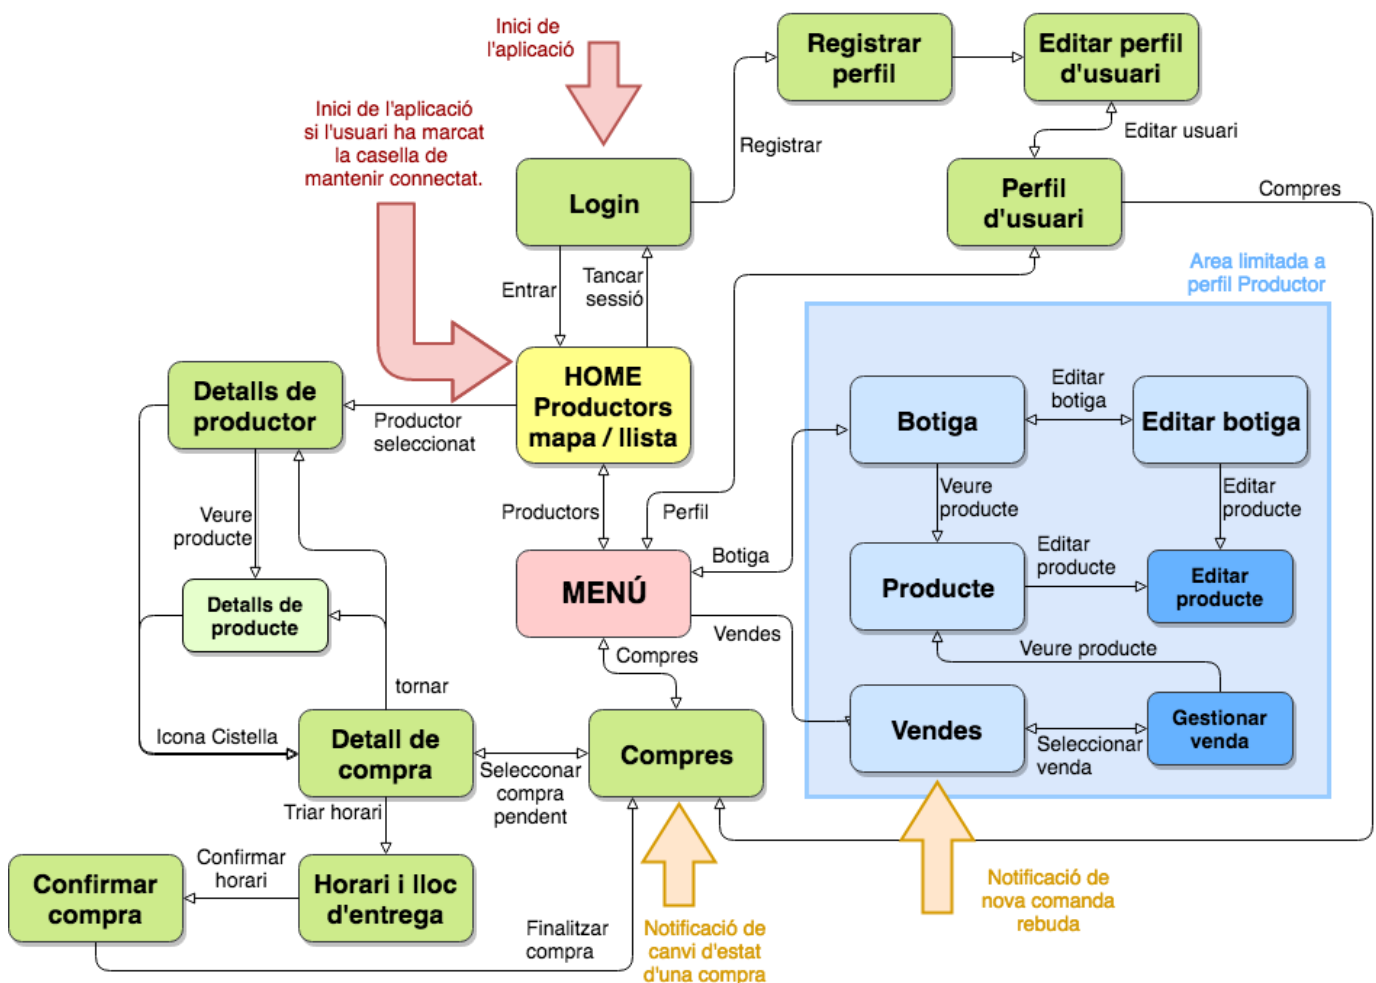 Inici de
l'aplicació
Registrar
perfil
Editar perfil
d'usuari
Inici de l'aplicació
si l'usuari ha marcat
la casella de
mantenir connectat.
Registrar
Editar usuari
Login
Perfil
d'usuari
Compres
Entrar
Tancar
sessió
Area limitada a
perfil Productor
Detalls de
productor
Productor
seleccionat
HOME
Productors
mapa / llista
Botiga
Editar
botiga
Editar botiga
Veure
producte
Productors
Perfil
Veure
producte
Editar
producte
Botiga
Editar
producte
Detalls de
producte
MENÚ
Producte
Editar
producte
Vendes
Compres
Veure producte
tornar
Icona Cistella
Detall de
compra
Selecconar
compra
pendent
Compres
Vendes
Seleccionar
venda
Gestionar
venda
Triar horari
Confirmar
horari
Confirmar
compra
Horari i lloc
d'entrega
Finalitzar
compra
Notificació de
canvi d'estat
d'una compra
Notificació de
nova comanda
rebuda